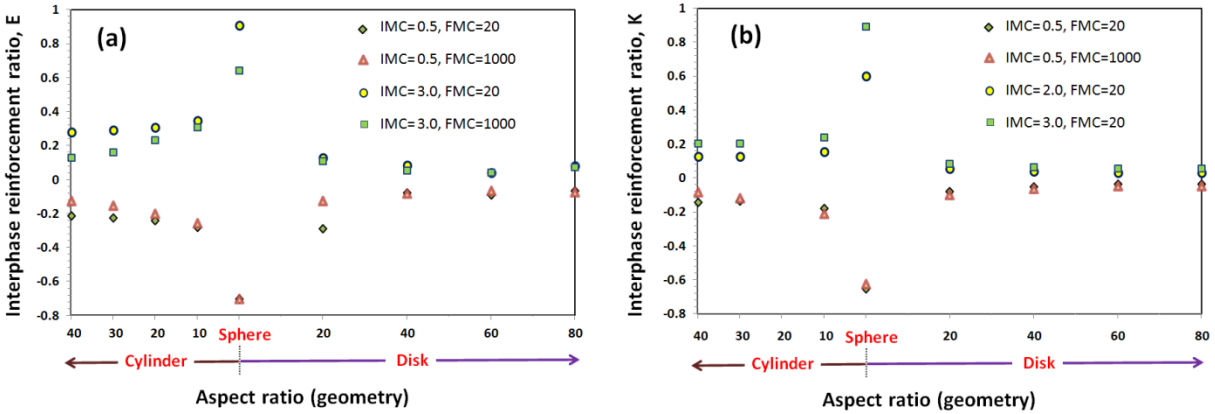 Interphase reinforcement ratio, E
(a)
IMC= 0.5, FMC=20
IMC= 0.5, FMC=1000
IMC= 3.0, FMC=20
IMC= 3.0, FMC=1000
1
0.8
0.6
0.4
0.2
0
-0.2
-0.4
-0.6
-0.8
40 30 20 10 Sphere 20 40 60 80
Cylinder Disk
Aspect ratio (geometry)
Interphase reinforcement ratio, K
(b)
IMC= 0.5, FMC=20
IMC= 0.5, FMC=1000
IMC= 2.0, FMC=20
IMC= 3.0, FMC=20
1
0.8
0.6
0.4
0.2
0
-0.2
-0.4
-0.6
-0.8
40 30 20 10 Sphere 20 40 60 80
Cylinder Disk
Aspect ratio (geometry)